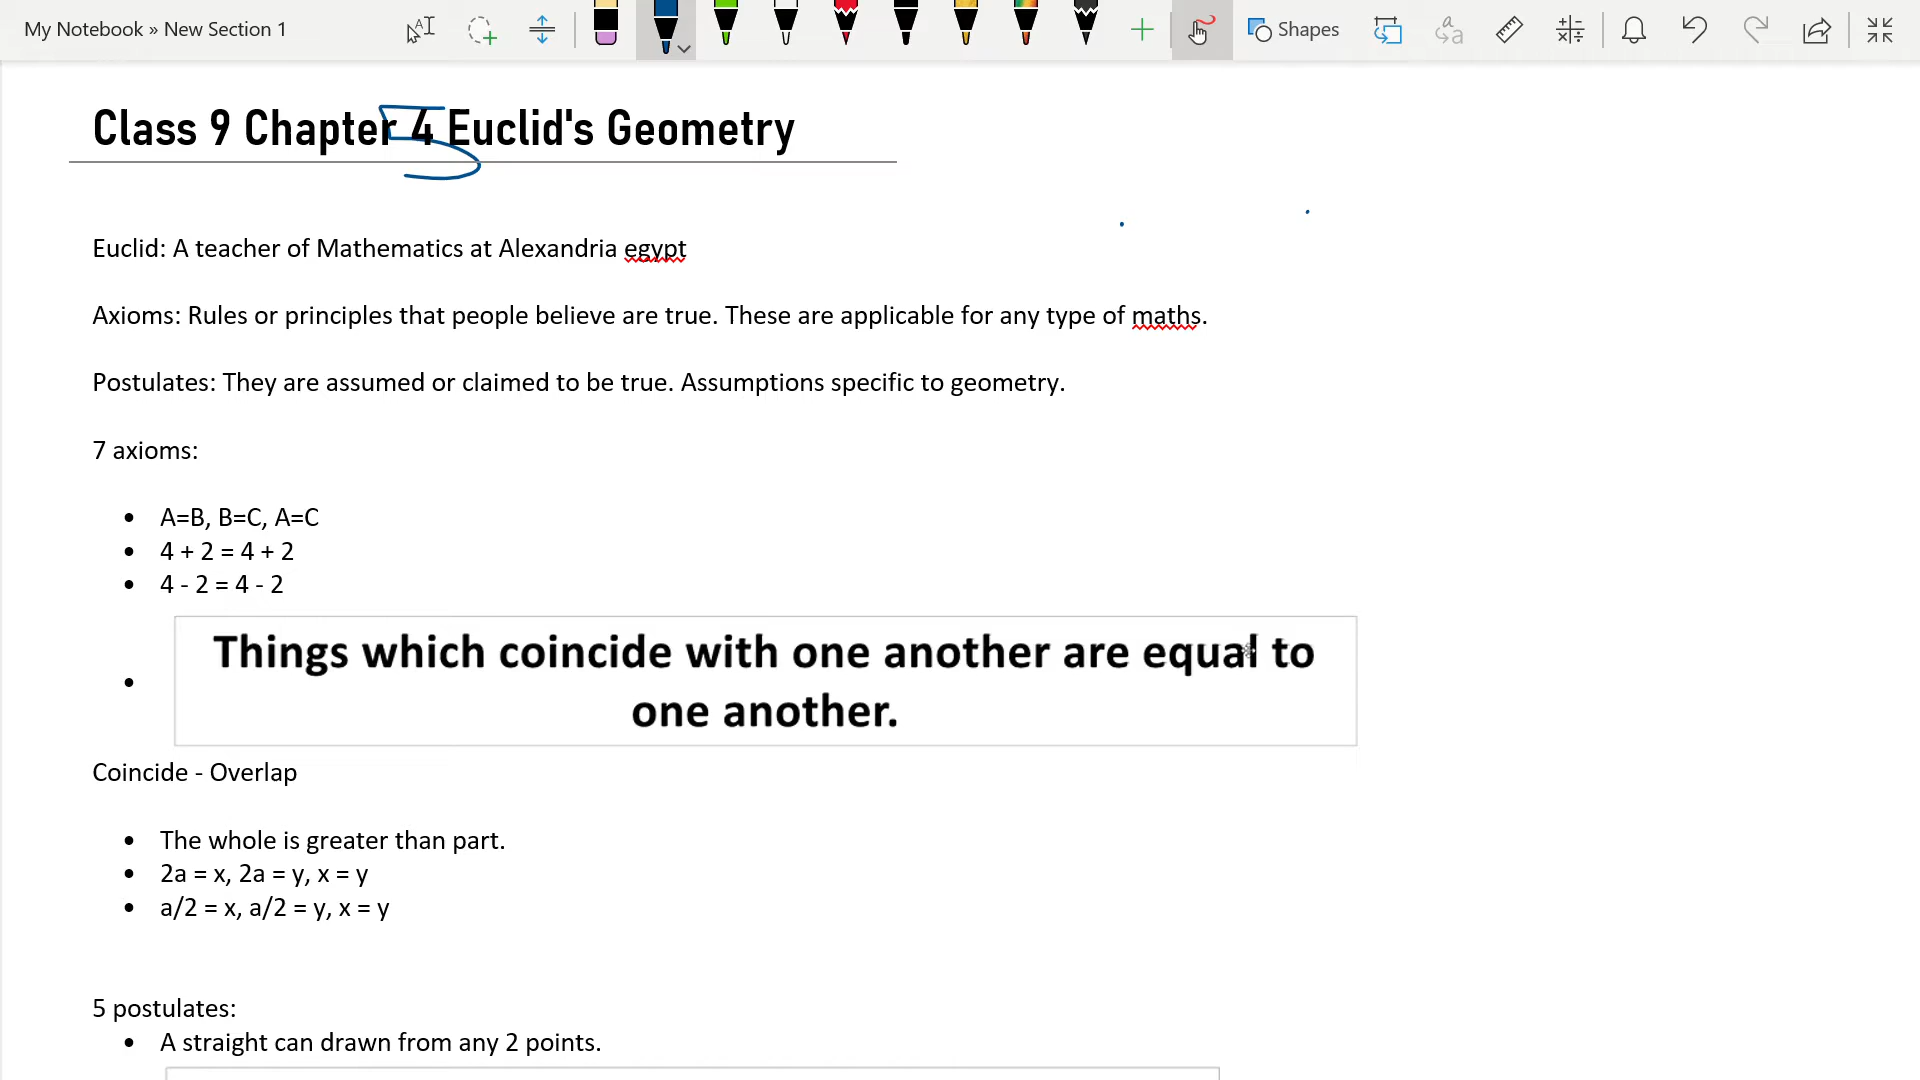 My Notebook » New Section 1
Shapes
Class 9 Chapter 4 Euclid's Geometry
5
Euclid: A teacher of Mathematics at Alexandria egypt
Axioms: Rules or principles that people believe are true. These are applicable for any type of maths.
Postulates: They are assumed or claimed to be true. Assumptions specific to geometry.
7 axioms:
• A=B, B=C, A=C
• 4 + 2 = 4 + 2
• 4 - 2 = 4 - 2
• Things which coincide with one another are equal to
one another.
Coincide - Overlap
• The whole is greater than part.
• 2a = x, 2a = y, x = y
• a/2 = x, a/2 = y, x = y
5 postulates:
• A straight can drawn from any 2 points.